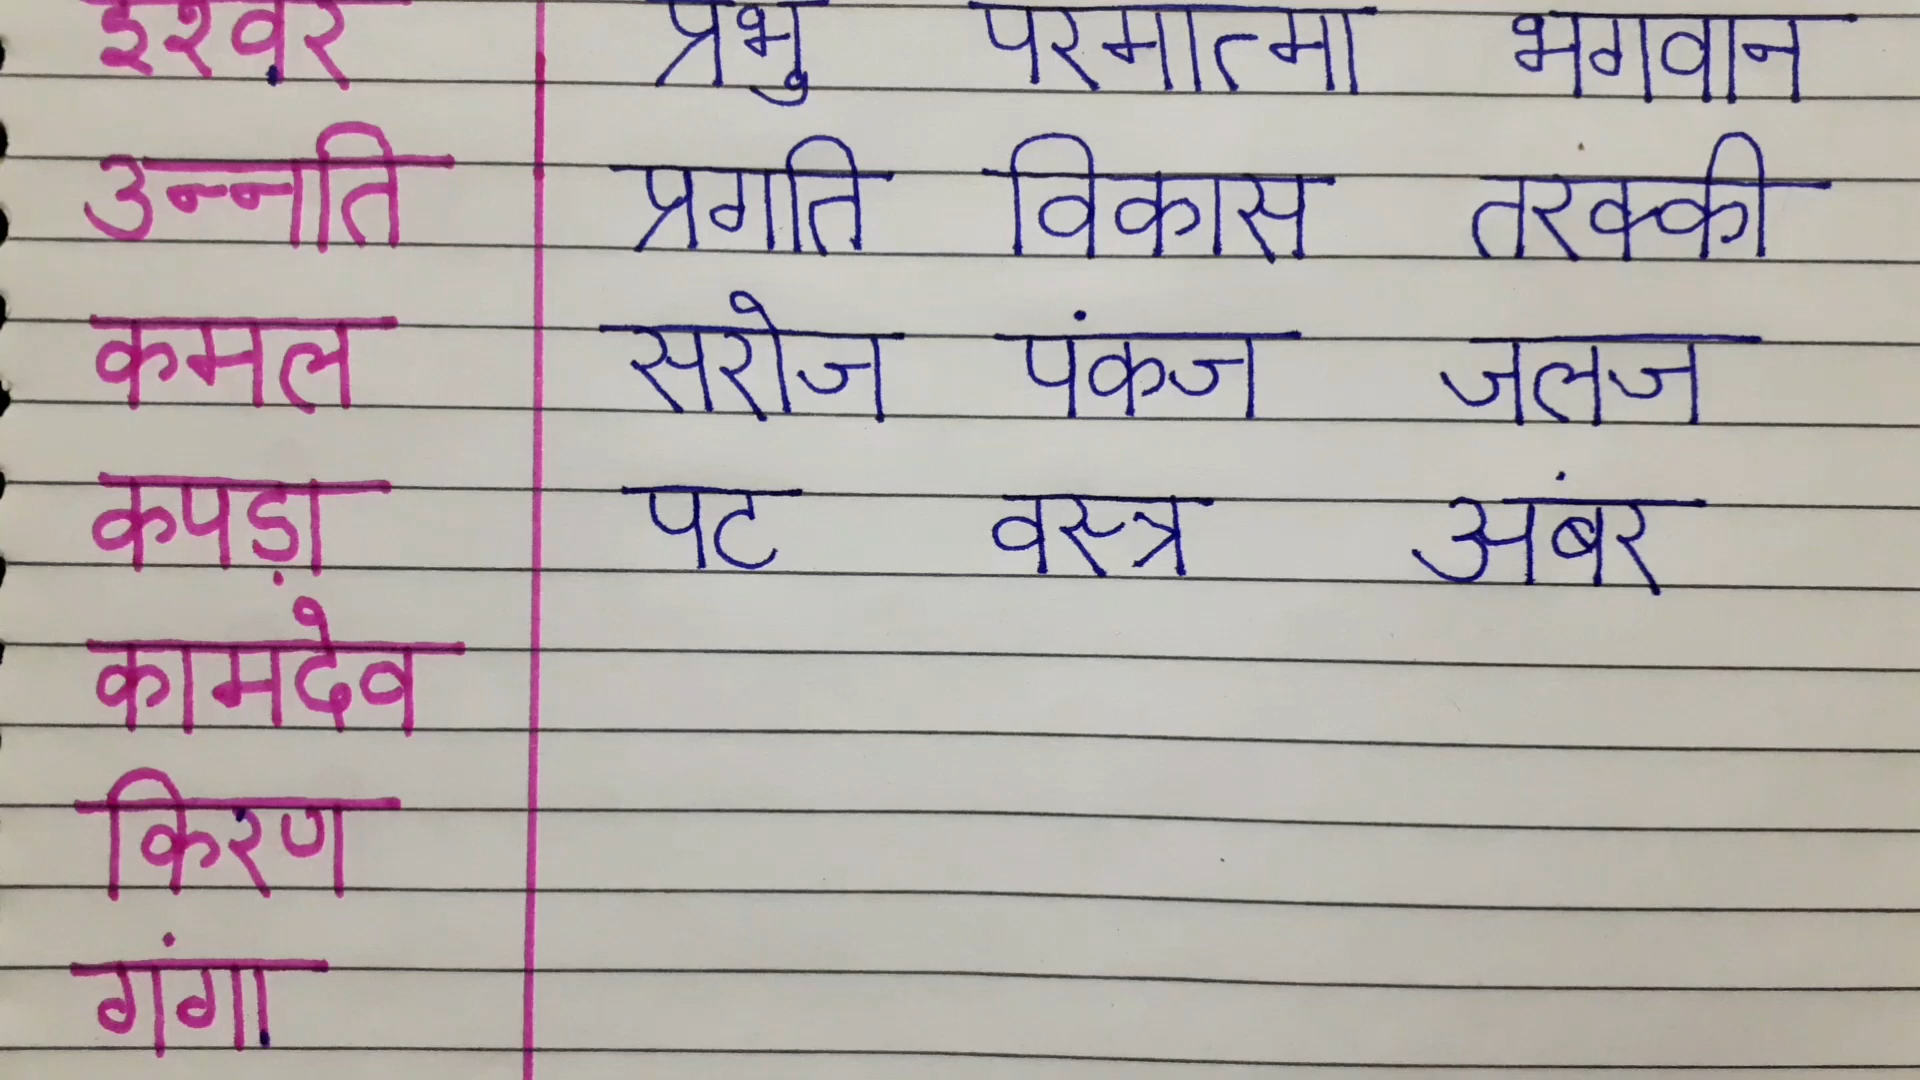 ईश्वर प्रभु परमात्मा भगवान
उन्नति प्रगति विकास तरक्की
कमल सरोज पंकज जलज
कपड़ा पट वस्त्र अंबर
कामदेव
किरण
गंगा